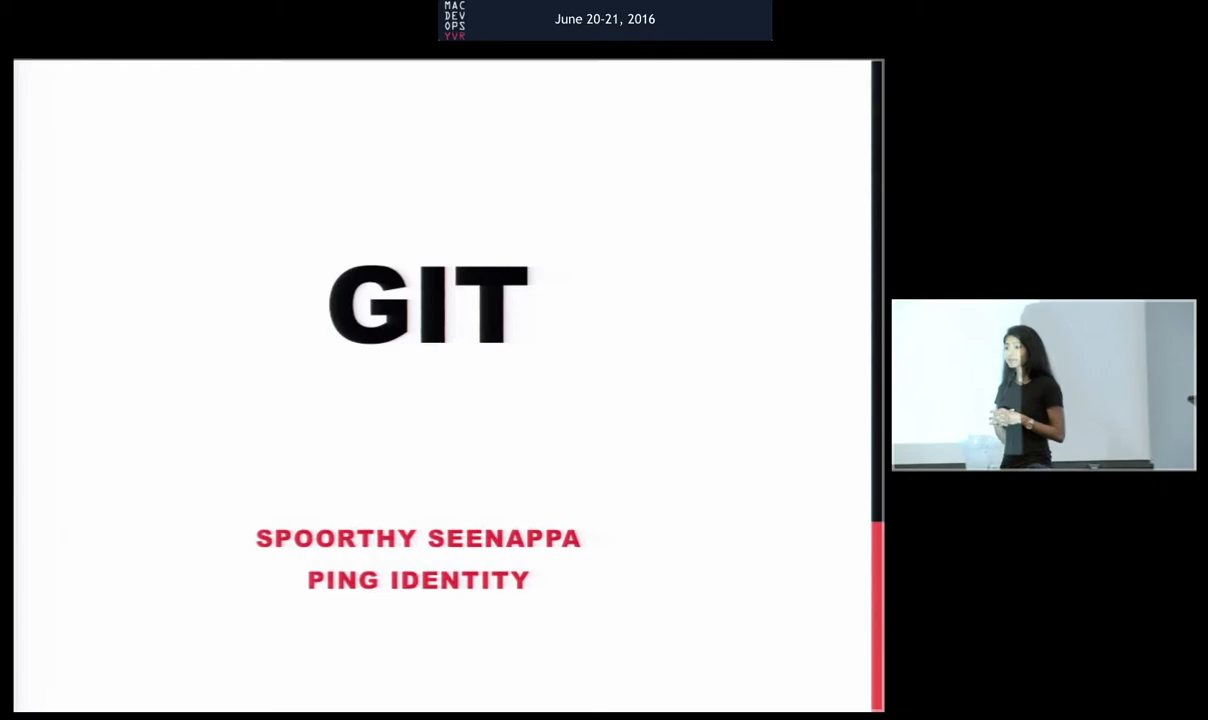 MAC
DEV
OPS
YVR
June 20-21, 2016
GIT
SPOORTHY SEENAPPA
PING IDENTITY